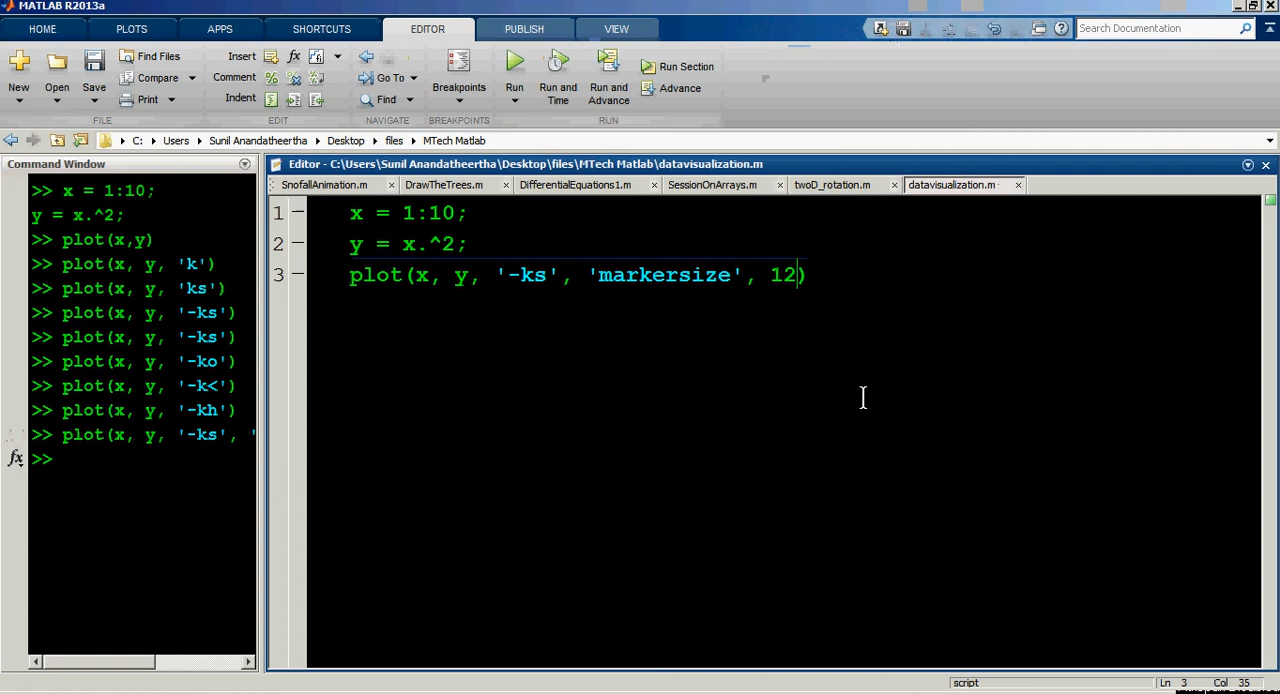 MATLAB R2013a
HOME PLOTS APPS SHORTCUTS EDITOR PUBLISH VIEW Search Documentation
New Open Save Find Files Compare Print Insert Comment Indent fx Go To Find Breakpoints Run Run and Time Run and Advance Run Section Advance
FILE EDIT NAVIGATE BREAKPOINTS RUN
C: Users Sunil Anandatheertha Desktop files MTech Matlab
Command Window
>> x = 1:10;
y = x.^2;
>> plot(x,y)
>> plot(x, y, 'k')
>> plot(x, y, 'ks')
>> plot(x, y, '-ks')
>> plot(x, y, '-ks')
>> plot(x, y, '-ko')
>> plot(x, y, '-k<')
>> plot(x, y, '-kh')
>> plot(x, y, '-ks', '
fx >>
Editor - C:\Users\Sunil Anandatheertha\Desktop\files\MTech Matlab\datavisualization.m
SnofallAnimation.m DrawTheTrees.m DifferentialEquations1.m SessionOnArrays.m twoD_rotation.m datavisualization.m
1 x = 1:10;
2 y = x.^2;
3 plot(x, y, '-ks', 'markersize', 12)
script Ln 3 Col 35